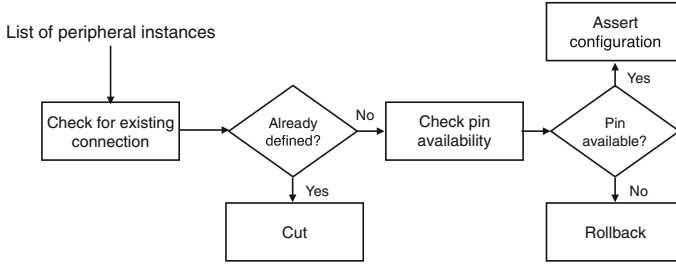 List of peripheral instances
Check for existing
connection
Already
defined?
No
Yes
Cut
Check pin
availability
Pin
available?
Yes
Assert
configuration
No
Rollback